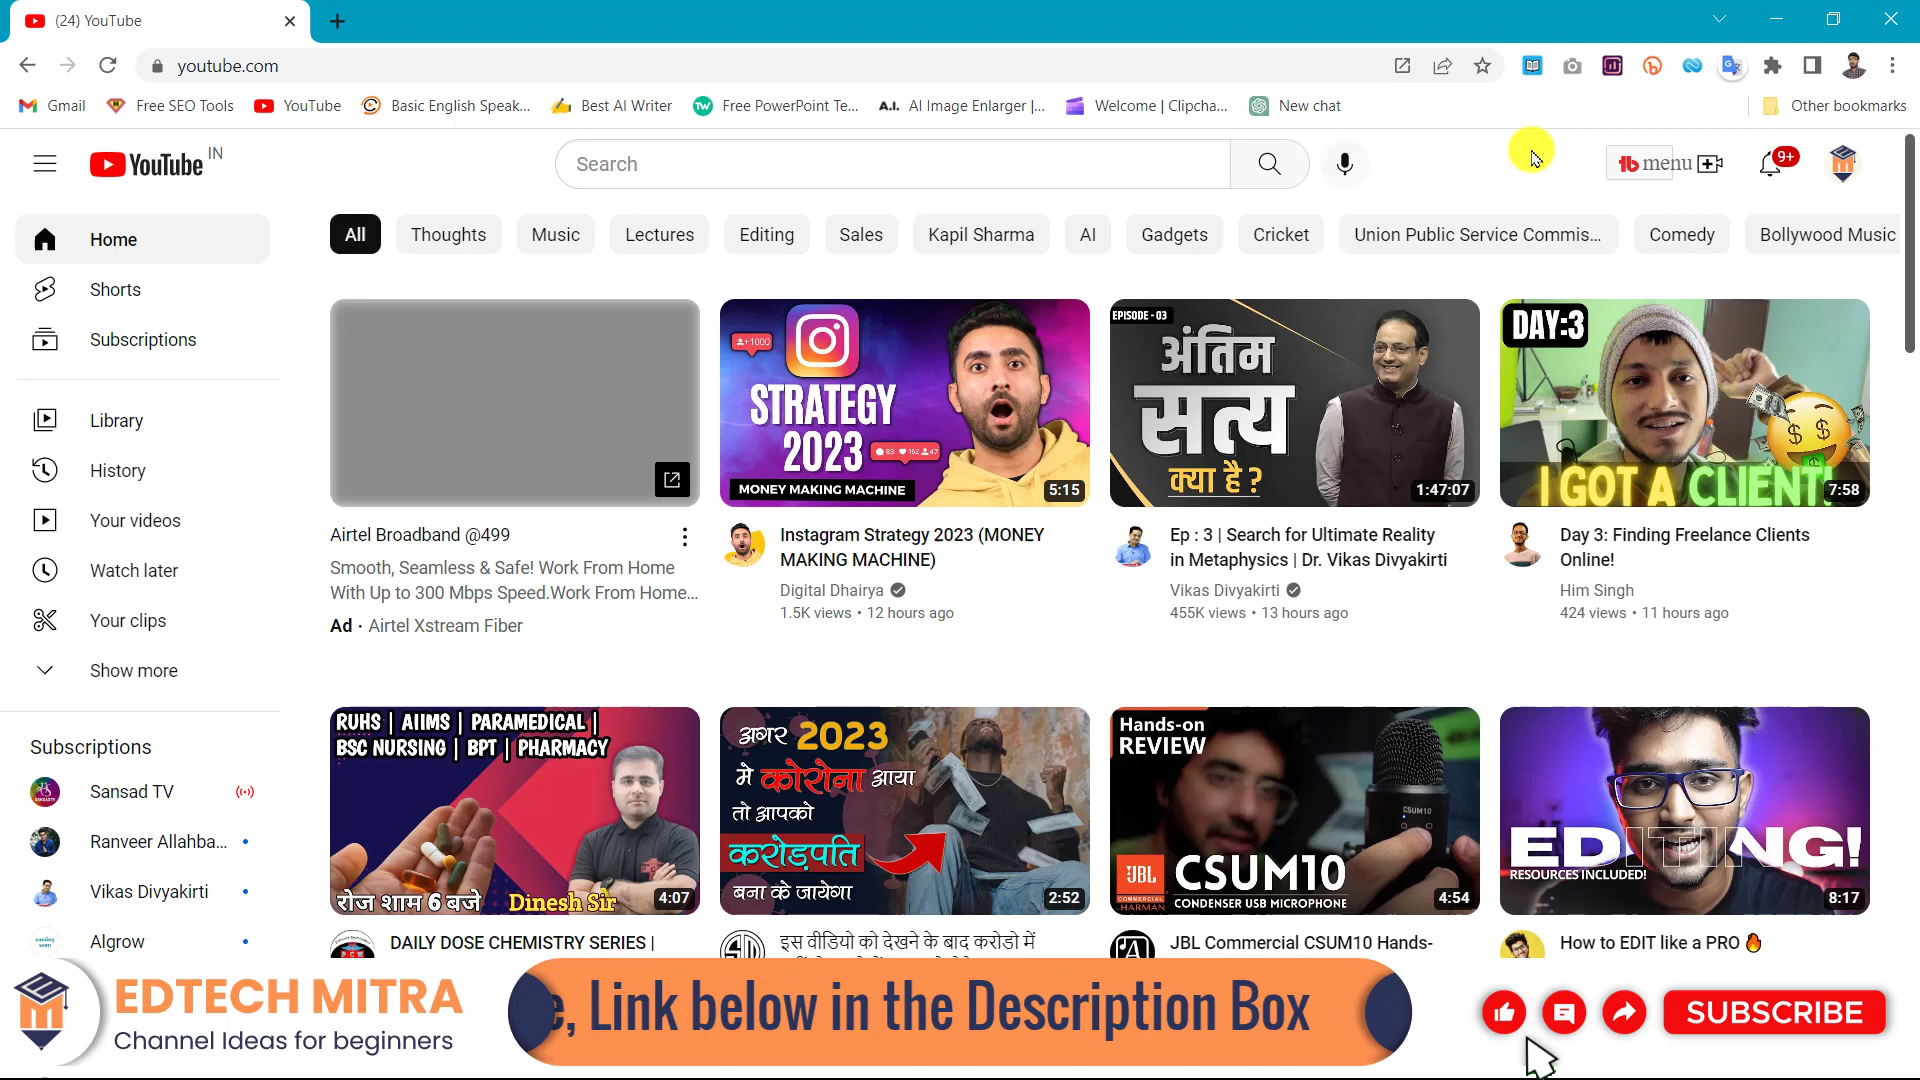 (24) YouTube
youtube.com
Gmail
Free SEO Tools
YouTube
Basic English Speak...
Best AI Writer
Free PowerPoint Te...
AI Image Enlarger |...
Welcome | Clipcha...
New chat
Other bookmarks
YouTube IN
Search
menu
9+
Home
Shorts
Subscriptions
Library
History
Your videos
Watch later
Your clips
Show more
Subscriptions
Sansad TV
Ranveer Allahba...
Vikas Divyakirti
Algrow
All
Thoughts
Music
Lectures
Editing
Sales
Kapil Sharma
AI
Gadgets
Cricket
Union Public Service Commis...
Comedy
Bollywood Music
Airtel Broadband @499
Smooth, Seamless & Safe! Work From Home
With Up to 300 Mbps Speed.Work From Home...
Ad · Airtel Xstream Fiber
+1000
STRATEGY
2023
MONEY MAKING MACHINE
5:15
Instagram Strategy 2023 (MONEY
MAKING MACHINE)
Digital Dhairya
1.5K views • 12 hours ago
EPISODE - 03
अंतिम
सत्य
क्या है ?
1:47:07
Ep : 3 | Search for Ultimate Reality
in Metaphysics | Dr. Vikas Divyakirti
Vikas Divyakirti
455K views • 13 hours ago
DAY:3
I GOT A CLIENT!
7:58
Day 3: Finding Freelance Clients
Online!
Him Singh
424 views • 11 hours ago
RUHS | AIIMS | PARAMEDICAL |
BSC NURSING | BPT | PHARMACY
रोज शाम 6 बजे Dinesh Sir
4:07
DAILY DOSE CHEMISTRY SERIES |
अगर 2023
मे कोरोना आया
तो आपको
करोड़पति
बना के जायेगा
2:52
इस वीडियो को देखने के बाद करोडो में
Hands-on
REVIEW
CSUM10
JBL
COMMERCIAL
HARMAN
CSUM10
CONDENSER USB MICROPHONE
4:54
JBL Commercial CSUM10 Hands-
EDITING!
RESOURCES INCLUDED!
8:17
How to EDIT like a PRO
EDTECH MITRA
Channel Ideas for beginners
e, Link below in the Description Box
SUBSCRIBE